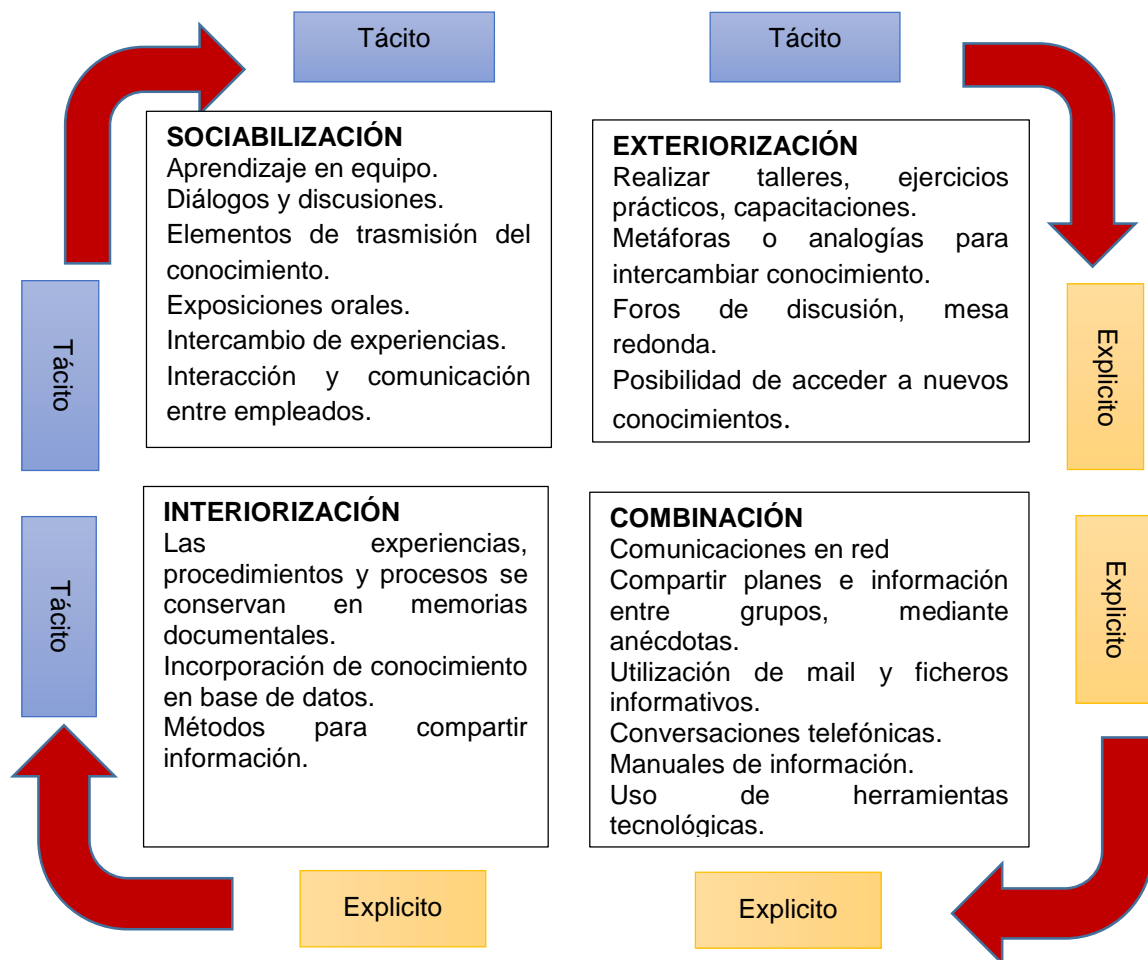 Tácito
Tácito
SOCIABILIZACIÓN
Aprendizaje en equipo.
Diálogos y discusiones.
Elementos de trasmisión del
conocimiento.
Exposiciones orales.
Intercambio de experiencias.
Interacción y comunicación
entre empleados.
EXTERIORIZACIÓN
Realizar talleres, ejercicios
prácticos, capacitaciones.
Metáforas o analogías para
intercambiar conocimiento.
Foros de discusión, mesa
redonda.
Posibilidad de acceder a nuevos
conocimientos.
Tácito
Explicito
INTERIORIZACIÓN
Las experiencias,
procedimientos y procesos se
conservan en memorias
documentales.
Incorporación de conocimiento
en base de datos.
Métodos para compartir
información.
COMBINACIÓN
Comunicaciones en red
Compartir planes e información
entre grupos, mediante
anécdotas.
Utilización de mail y ficheros
informativos.
Conversaciones telefónicas.
Manuales de información.
Uso de herramientas
tecnológicas.
Tácito
Explicito
Explicito
Explicito